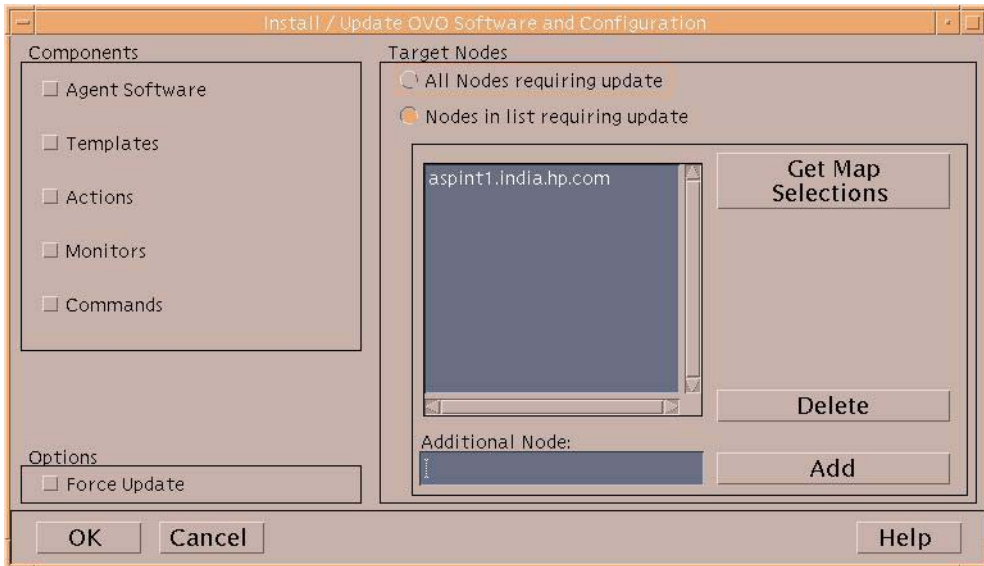 Install / Update OVO Software and Configuration
Components
Agent Software
Templates
Actions
Monitors
Commands
Options
Force Update
Target Nodes
All Nodes requiring update
Nodes in list requiring update
aspint1.india.hp.com
Get Map
Selections
Delete
Additional Node:
Add
OK
Cancel
Help